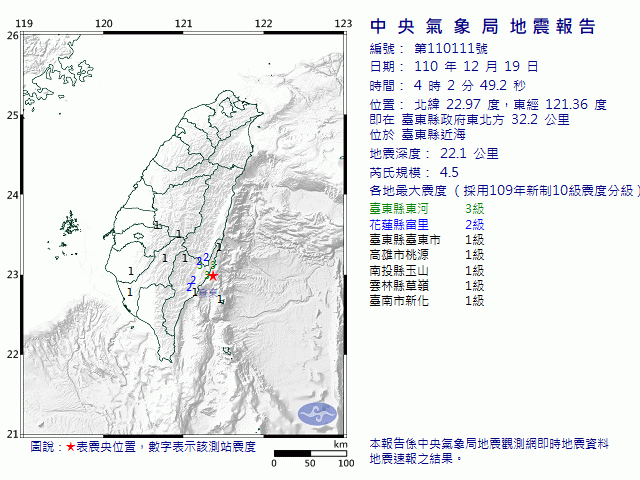 中央氣象局地震報告
編號： 第110111號
日期： 110 年 12 月 19 日
時間： 4 時 2 分 49.2 秒
位置： 北緯 22.97 度，東經 121.36 度
即在 臺東縣政府東北方 32.2 公里
位於 臺東縣近海
地震深度： 22.1 公里
芮氏規模： 4.5
各地最大震度（採用109年新制10級震度分級）
臺東縣東河 3級
花蓮縣富里 2級
臺東縣臺東市 1級
高雄市桃源 1級
南投縣玉山 1級
雲林縣草嶺 1級
臺南市新化 1級
本報告係中央氣象局地震觀測網即時地震資料
地震速報之結果。
119 120 121 122 123
26
25
24
23
22
21
1
1
1
1
1
2
2
3
3
3
1
1
2
2
1
1
圖說：★表震央位置，數字表示該測站震度
km
0 50 100